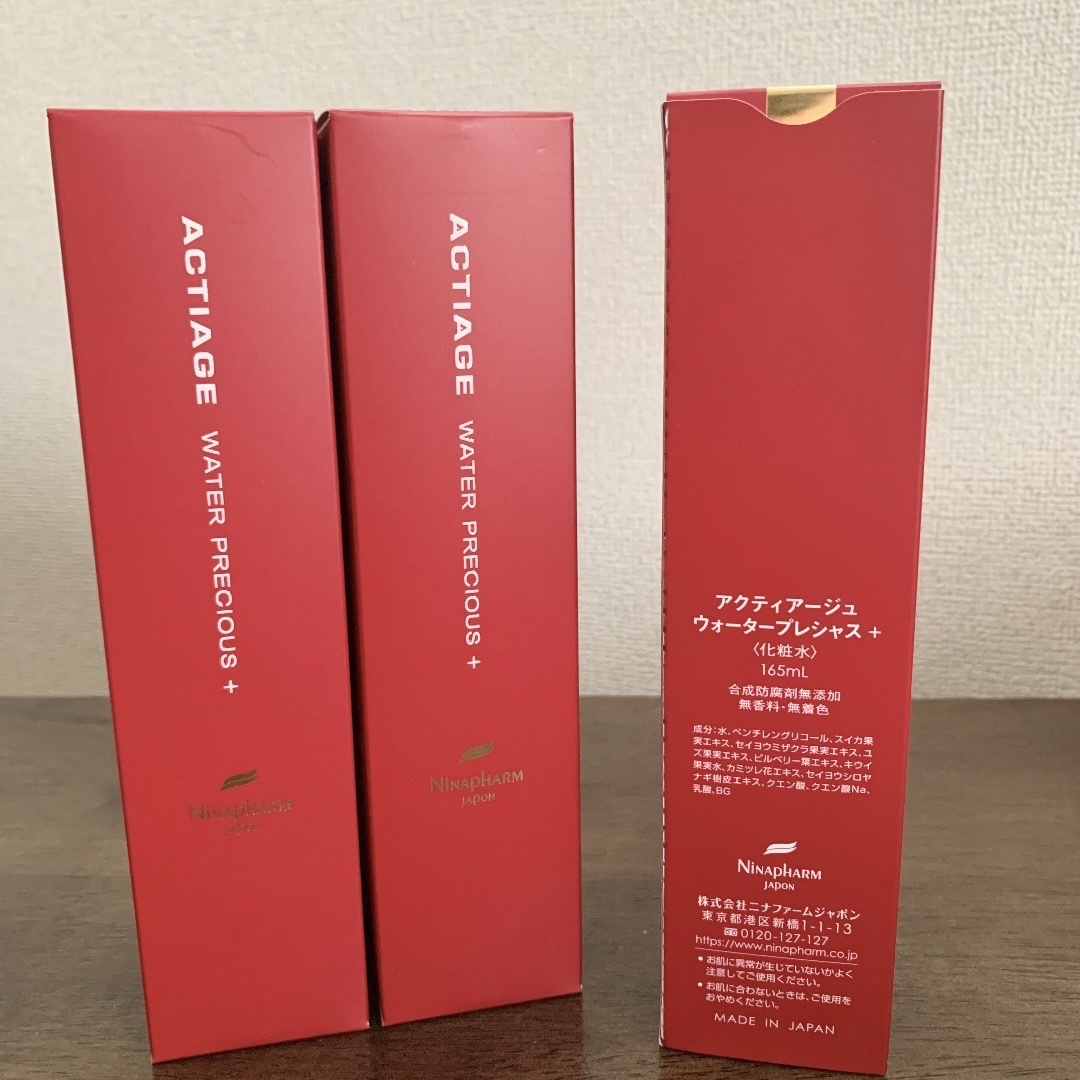 ACTIAGE WATER PRECIOUS +
NINAPHARM
JAPON
ACTIAGE WATER PRECIOUS +
NINAPHARM
JAPON
アクティアージュ
ウォータープレシャス +
〈化粧水〉
165mL
合成防腐剤無添加
無香料・無着色
成分:水、ペンチレングリコール、スイカ果
実エキス、セイヨウミザクラ果実エキス、ユ
ズ果実エキス、ビルベリー葉エキス、キウイ
果実水、カミツレ花エキス、セイヨウシロヤ
ナギ樹皮エキス、クエン酸、クエン酸Na、
乳酸、BG
NINAPHARM
JAPON
株式会社ニナファームジャポン
東京都港区新橋1-1-13
0120-127-127
https://www.ninapharm.co.jp
●お肌に異常が生じていないかよく
注意してご使用ください。
●お肌に合わないときは、ご使用を
おやめください。
MADE IN JAPAN